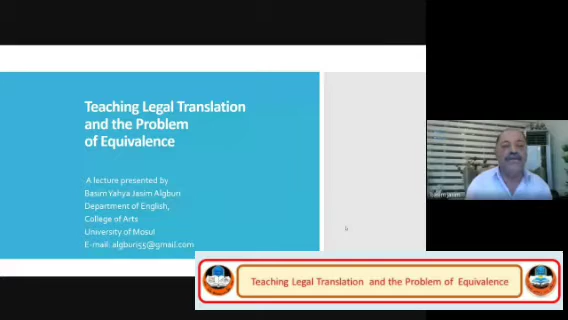 Teaching Legal Translation
and the Problem
of Equivalence
A lecture presented by
Basim Yahya Jasim Algburi
Department of English,
College of Arts
University of Mosul
E-mail: algburi55@gmail.com
Teaching Legal Translation and the Problem of Equivalence